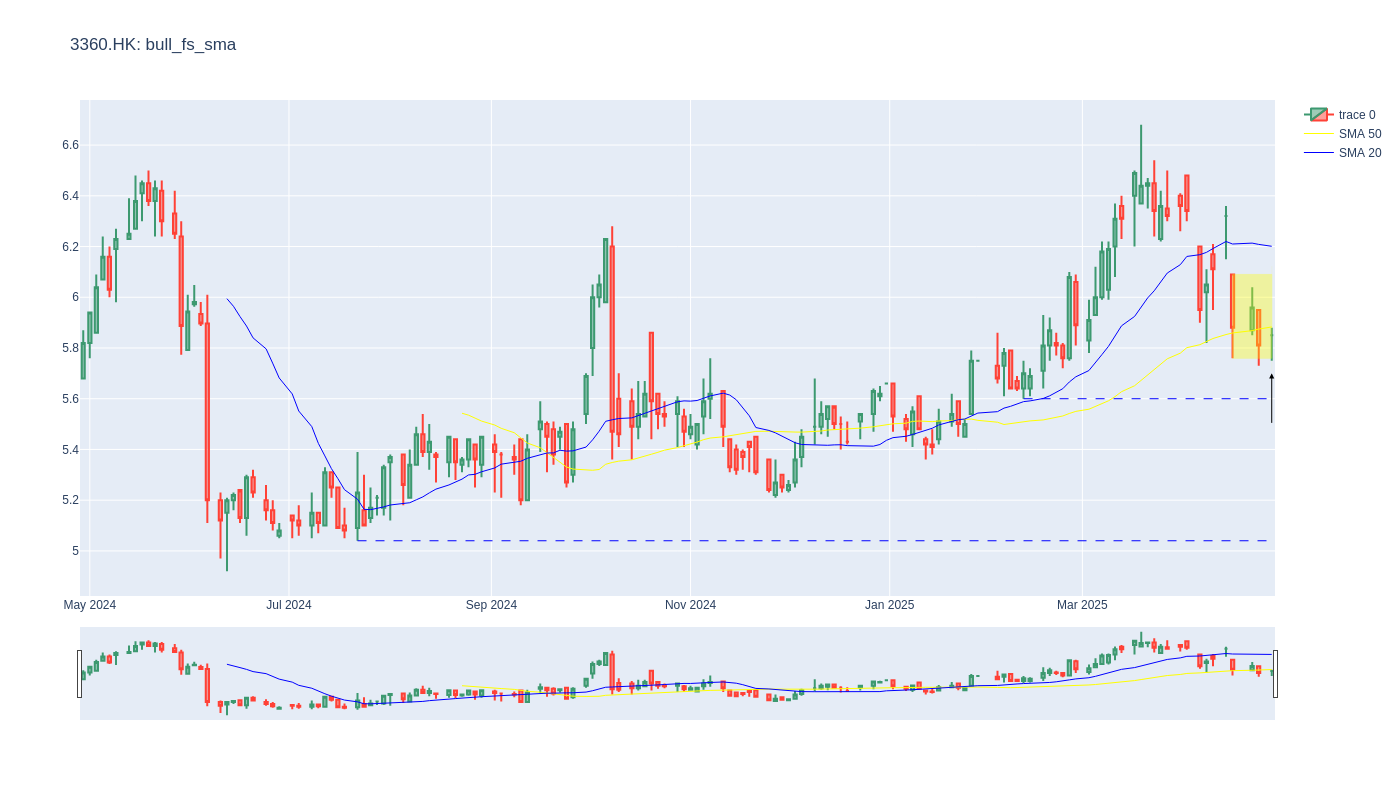 3360.HK: bull_fs_sma
trace 0
SMA 50
SMA 20
6.6
6.4
6.2
6
5.8
5.6
5.4
5.2
5
May 2024
Jul 2024
Sep 2024
Nov 2024
Jan 2025
Mar 2025